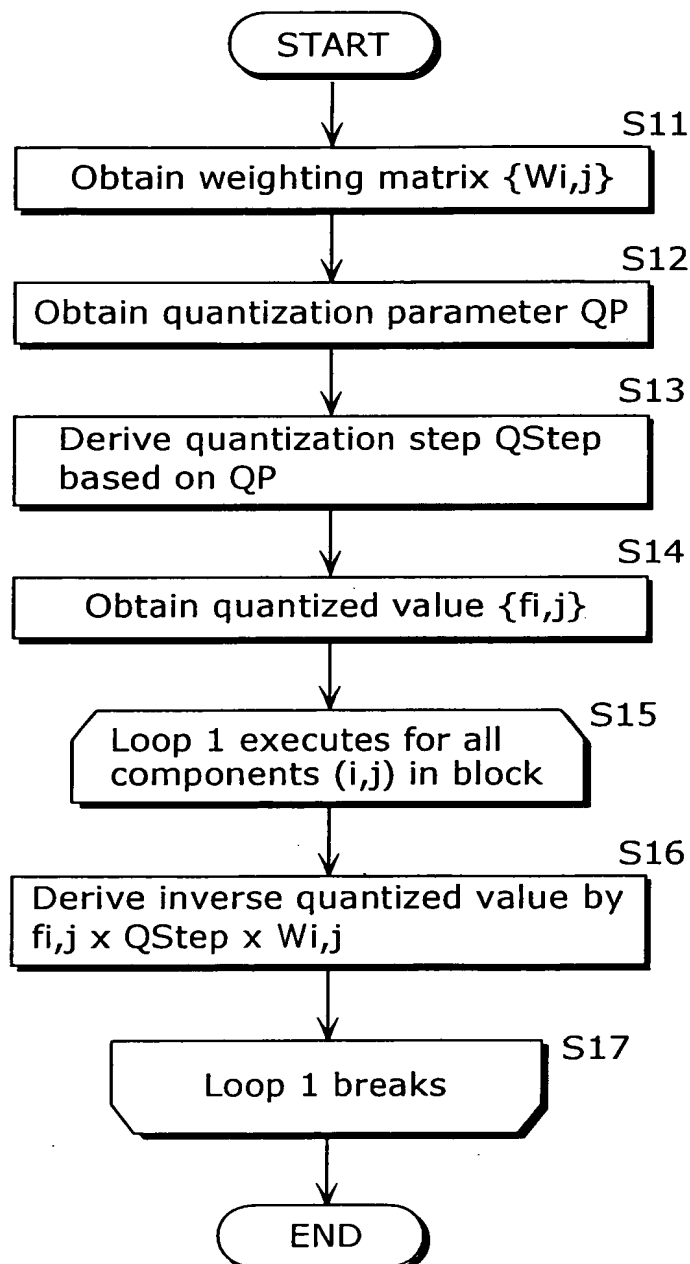 START
S11
Obtain weighting matrix {Wi,j}
S12
Obtain quantization parameter QP
S13
Derive quantization step QStep
based on QP
S14
Obtain quantized value {fi,j}
S15
Loop 1 executes for all
components (i,j) in block
S16
Derive inverse quantized value by
fi,j x QStep x Wi,j
S17
Loop 1 breaks
END